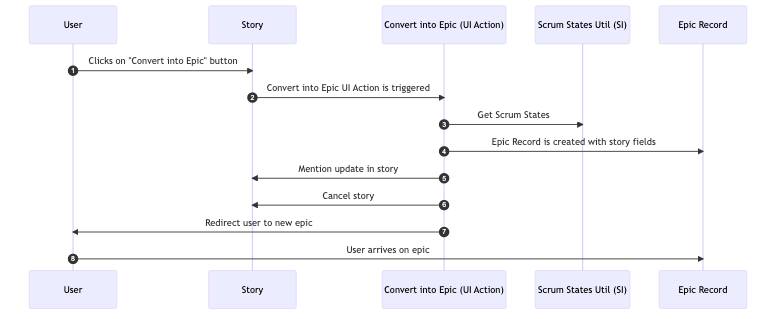 User
Story
Convert into Epic (UI Action)
Scrum States Util (SI)
Epic Record
1
Clicks on "Convert into Epic" button
2
Convert into Epic UI Action is triggered
3
Get Scrum States
4
Epic Record is created with story fields
Mention update in story
5
Cancel story
6
Redirect user to new epic
7
8
User arrives on epic
User
Story
Convert into Epic (UI Action)
Scrum States Util (SI)
Epic Record